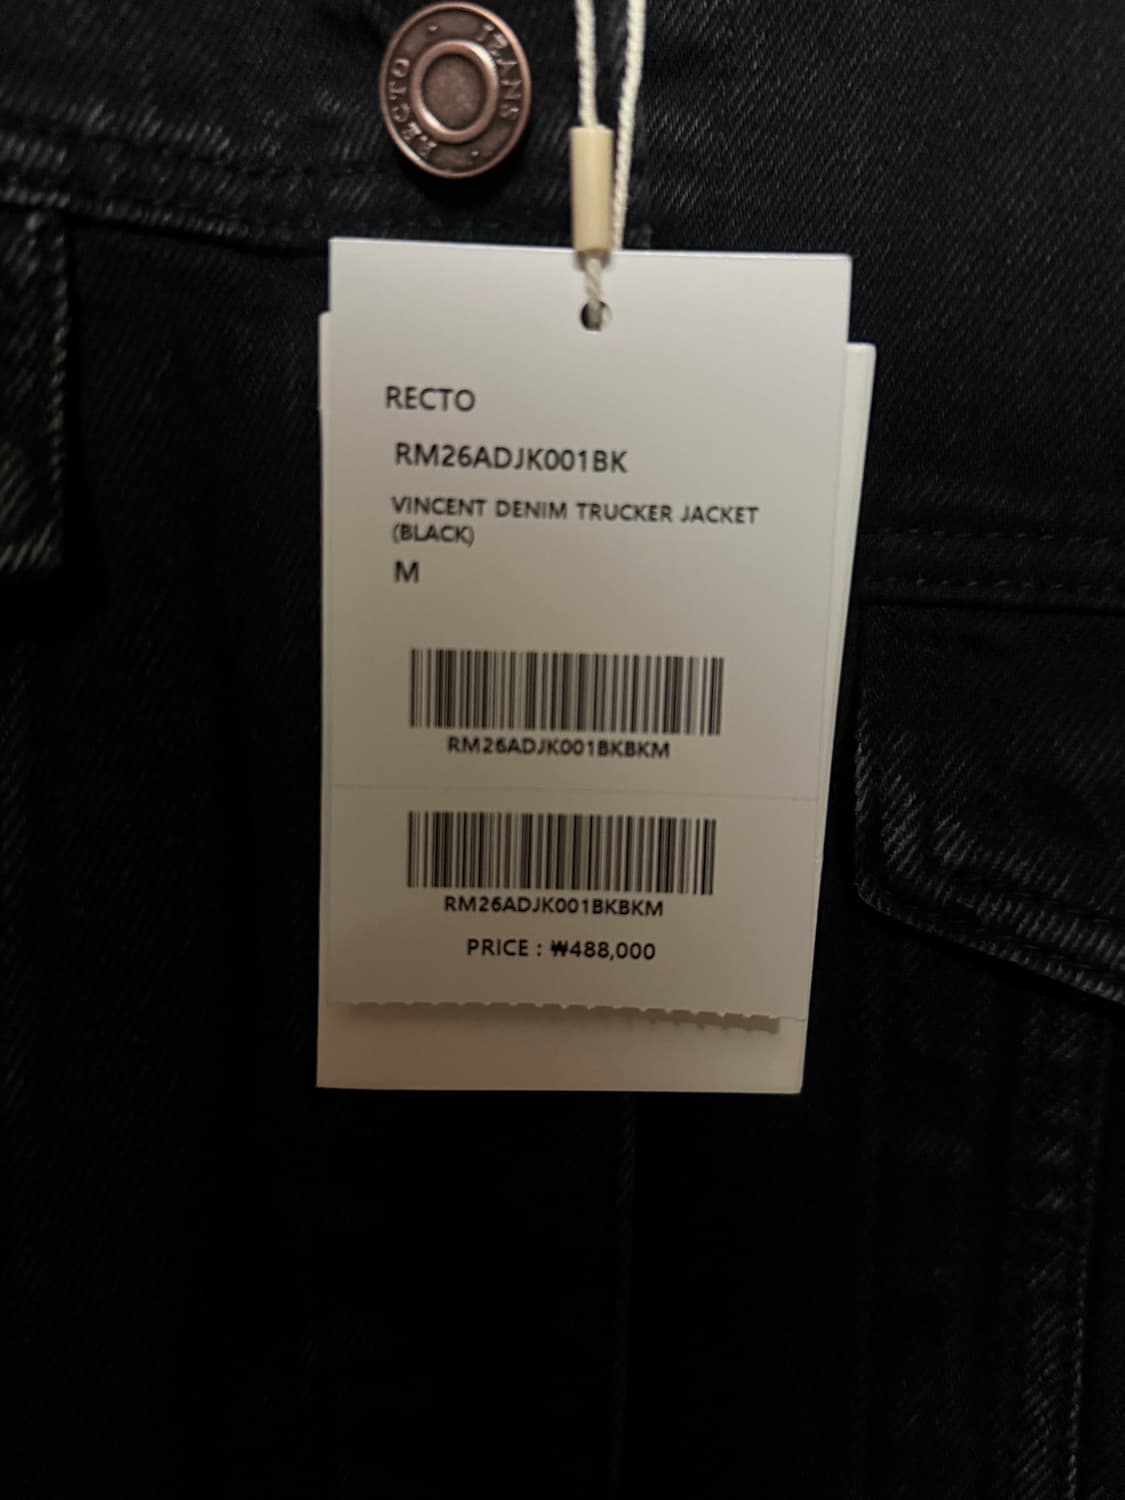 RECTO JEANS
RECTO
RM26ADJK001BK
VINCENT DENIM TRUCKER JACKET
(BLACK)
M
RM26ADJK001BKBKM
RM26ADJK001BKBKM
PRICE : ₩488,000